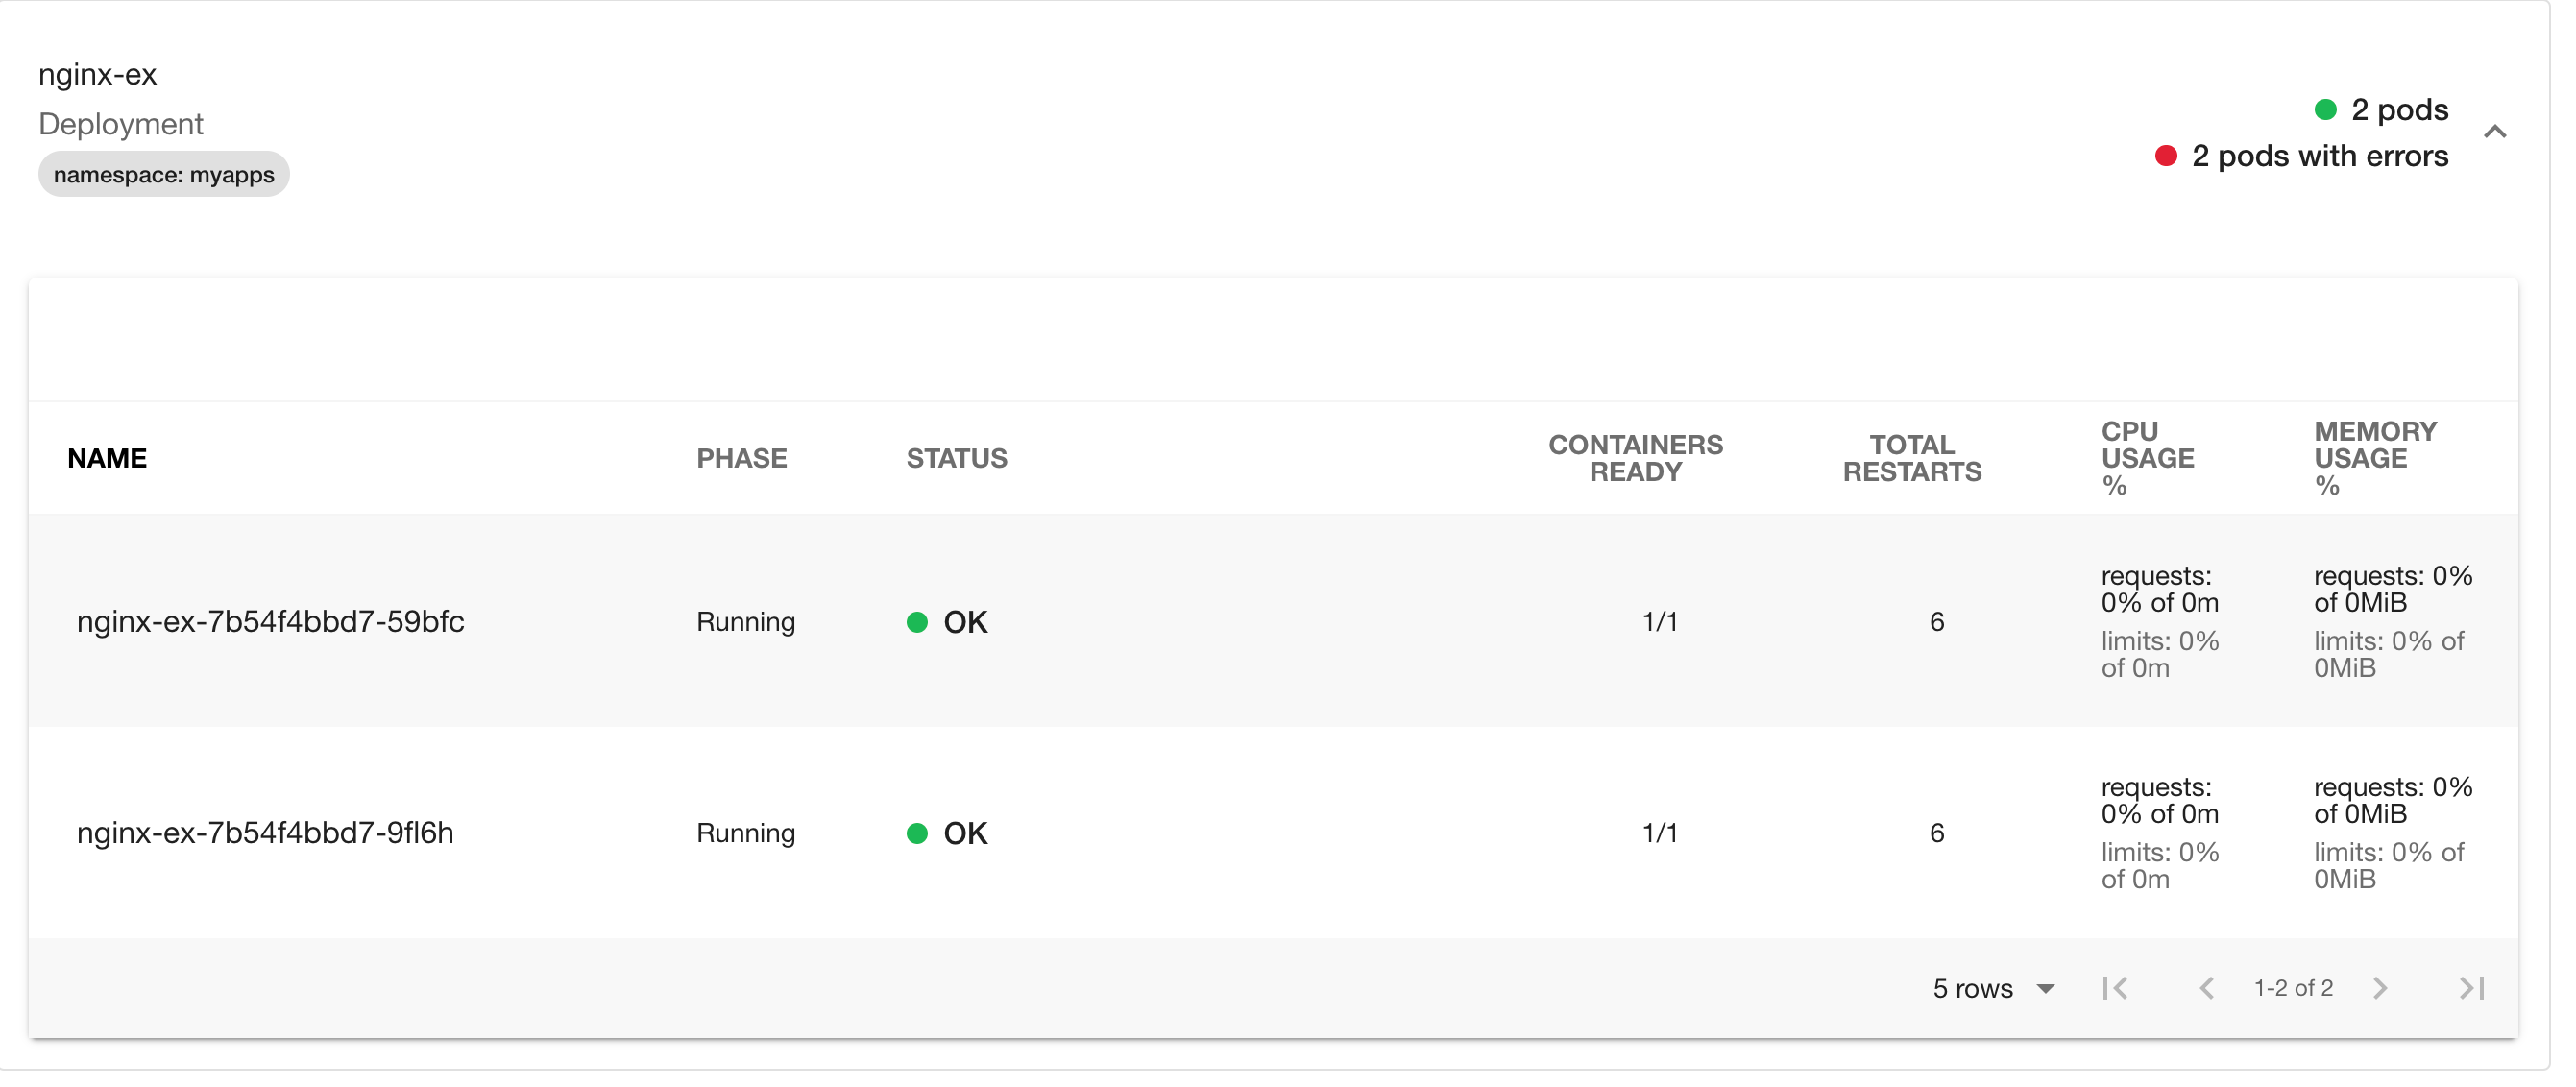 nginx-ex
Deployment
namespace: myapps
2 pods
2 pods with errors
NAME
PHASE
STATUS
CONTAINERS
READY
TOTAL
RESTARTS
CPU
USAGE
%
MEMORY
USAGE
%
nginx-ex-7b54f4bbd7-59bfc
Running
OK
1/1
6
requests:
0% of 0m
limits: 0%
of 0m
requests: 0%
of 0MiB
limits: 0% of
0MiB
nginx-ex-7b54f4bbd7-9fl6h
Running
OK
1/1
6
requests:
0% of 0m
limits: 0%
of 0m
requests: 0%
of 0MiB
limits: 0% of
0MiB
5 rows
1-2 of 2